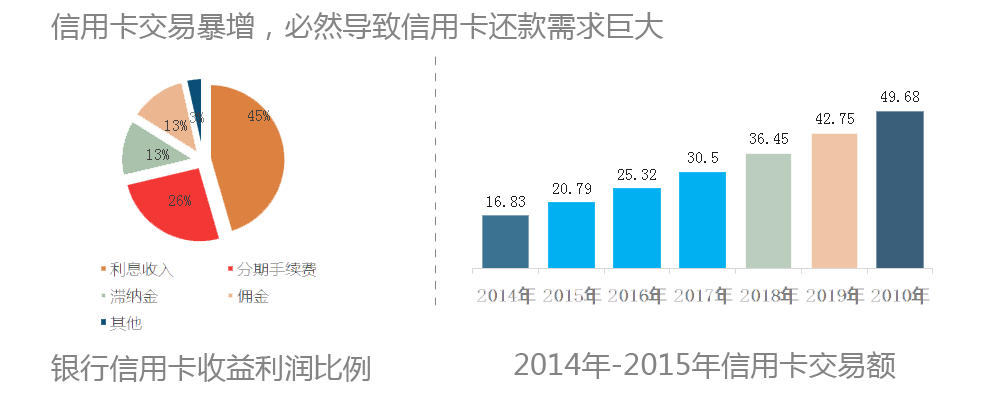 信用卡交易暴增，必然导致信用卡还款需求巨大
45%
26%
13%
13%
3%
利息收入 分期手续费
滞纳金 佣金
其他
银行信用卡收益利润比例
16.83 20.79 25.32 30.5 36.45 42.75 49.68
2014年 2015年 2016年 2017年 2018年 2019年 2010年
2014年-2015年信用卡交易额